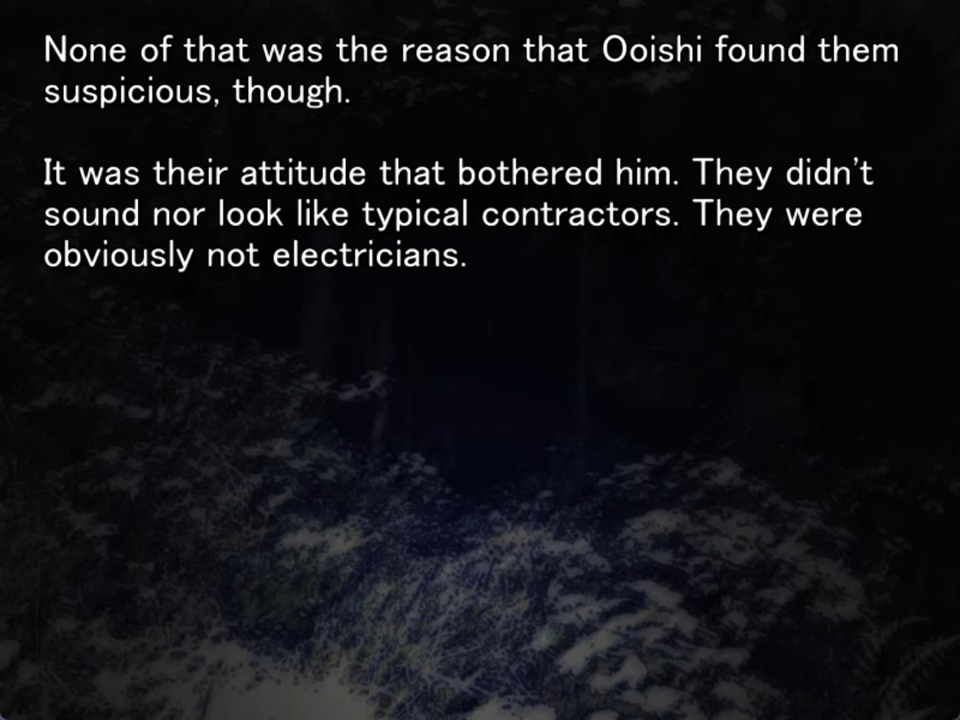 None of that was the reason that Ooishi found them
suspicious, though.
It was their attitude that bothered him. They didn't
sound nor look like typical contractors. They were
obviously not electricians.